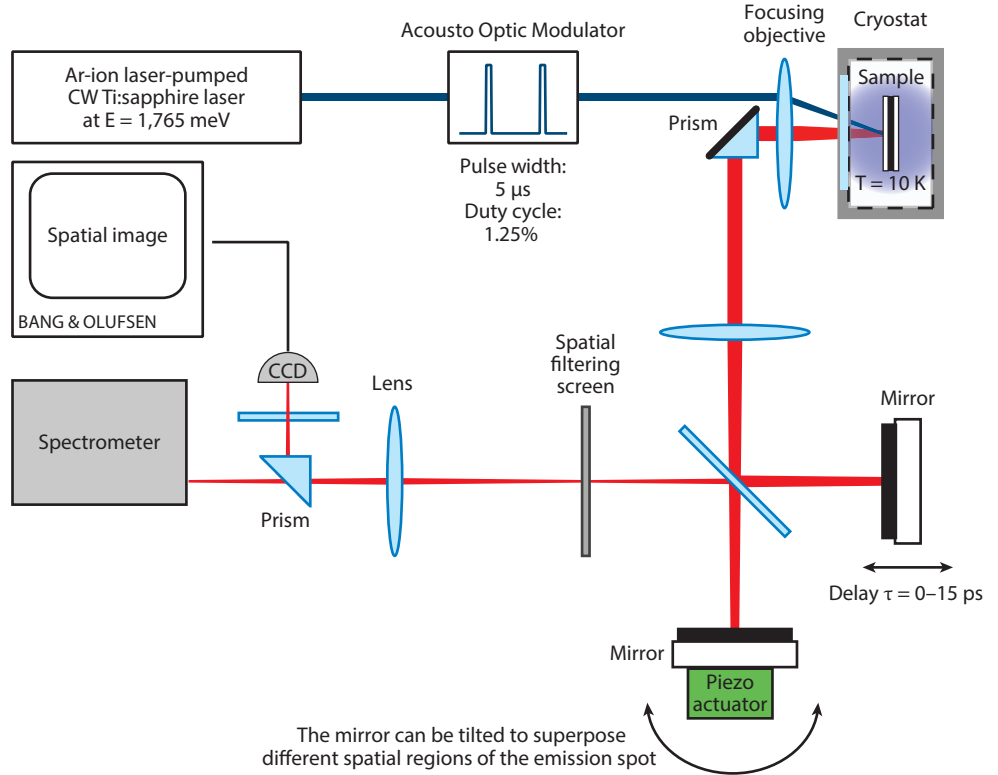 Ar-ion laser-pumped
CW Ti:sapphire laser
at E = 1,765 meV
Acousto Optic Modulator
Pulse width:
5 μs
Duty cycle:
1.25%
Focusing
objective
Cryostat
Sample
T = 10 K
Prism
Spatial image
BANG & OLUFSEN
CCD
Spectrometer
Prism
Lens
Spatial
filtering
screen
Mirror
Delay τ = 0–15 ps
Mirror
Piezo
actuator
The mirror can be tilted to superpose
different spatial regions of the emission spot